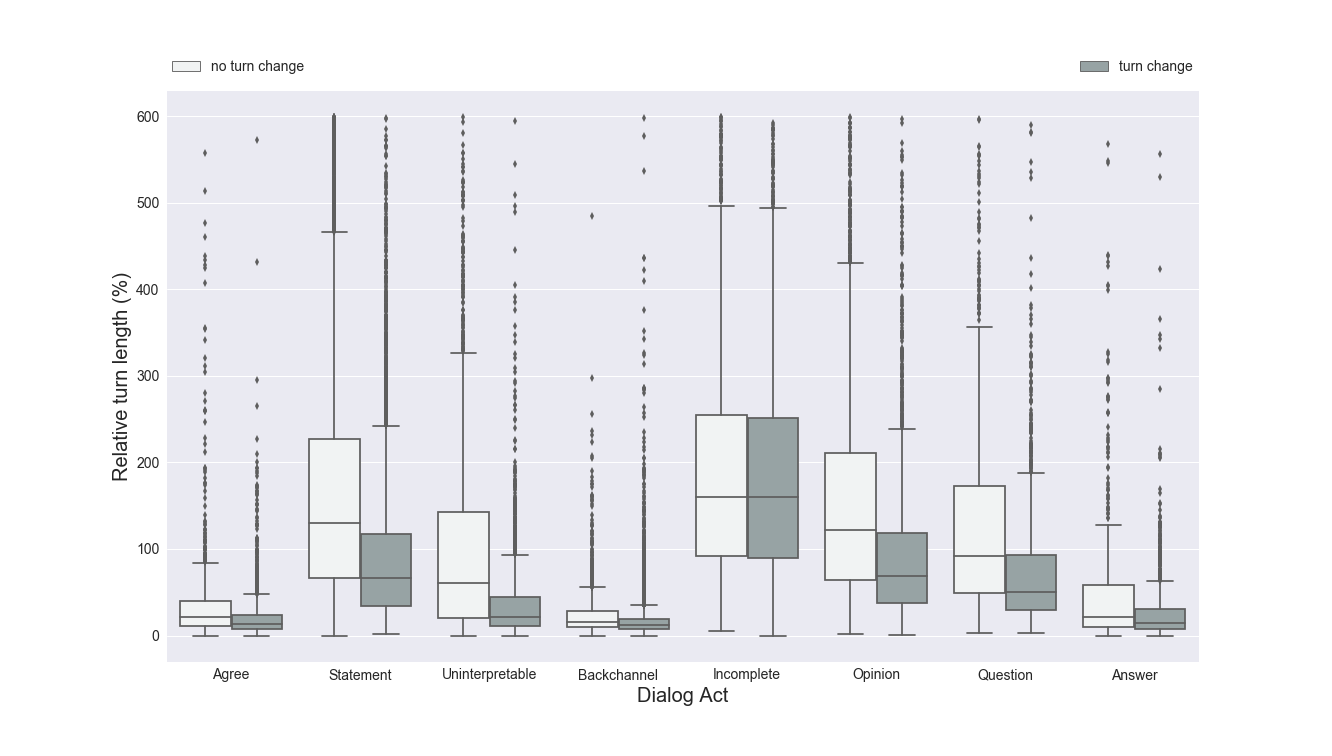 no turn change turn change
600
500
400
300
200
100
0
Relative turn length (%)
Agree Statement Uninterpretable Backchannel Incomplete Opinion Question Answer
Dialog Act